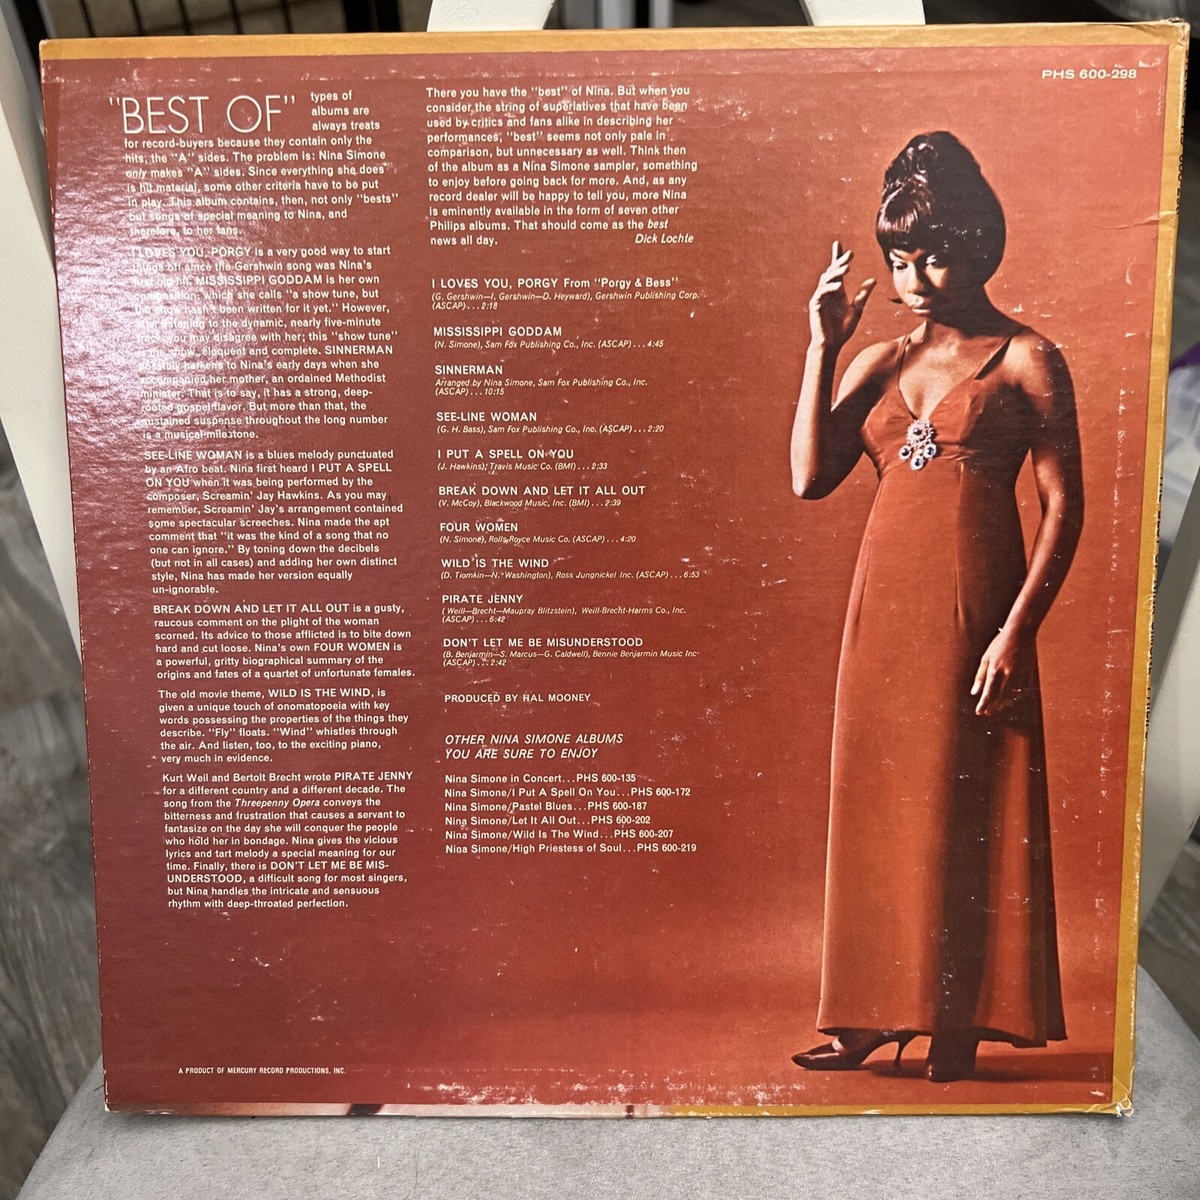 "BEST OF" types of
albums are
always treats
for record-buyers because they contain only the
hits, the "A" sides. The problem is: Nina Simone
only makes "A" sides. Since everything she does
is hit material, some other criteria have to be put
in play. This album contains, then, not only "bests"
but songs of special meaning to Nina, and
therefore, to her fans.
I LOVES YOU, PORGY is a very good way to start
things off since the Gershwin song was Nina's
first big hit. MISSISSIPPI GODDAM is her own
composition, which she calls "a show tune, but
the show hasn't been written for it yet." However,
after listening to the dynamic, nearly five-minute
track you may disagree with her; this "show tune"
is the show, eloquent and complete. SINNERMAN
possibly harkens to Nina's early days when she
accompanied her mother, an ordained Methodist
minister. That is to say, it has a strong, deep-
rooted gospel flavor. But more than that, the
sustained suspense throughout the long number
is a musical milestone.
SEE-LINE WOMAN is a blues melody punctuated
by an Afro beat. Nina first heard I PUT A SPELL
ON YOU when it was being performed by the
composer, Screamin' Jay Hawkins. As you may
remember, Screamin' Jay's arrangement contained
some spectacular screeches. Nina made the apt
comment that "it was the kind of a song that no
one can ignore." By toning down the decibels
(but not in all cases) and adding her own distinct
style, Nina has made her version equally
un-ignorable.
BREAK DOWN AND LET IT ALL OUT is a gusty,
raucous comment on the plight of the woman
scorned. Its advice to those afflicted is to bite down
hard and cut loose. Nina's own FOUR WOMEN is
a powerful, gritty biographical summary of the
origins and fates of a quartet of unfortunate females.
The old movie theme, WILD IS THE WIND, is
given a unique touch of onomatopoeia with key
words possessing the properties of the things they
describe. "Fly" floats. "Wind" whistles through
the air. And listen, too, to the exciting piano,
very much in evidence.
Kurt Weil and Bertolt Brecht wrote PIRATE JENNY
for a different country and a different decade. The
song from the Threepenny Opera conveys the
bitterness and frustration that causes a servant to
fantasize on the day she will conquer the people
who hold her in bondage. Nina gives the vicious
lyrics and tart melody a special meaning for our
time. Finally, there is DON'T LET ME BE MIS-
UNDERSTOOD, a difficult song for most singers,
but Nina handles the intricate and sensuous
rhythm with deep-throated perfection.
A PRODUCT OF MERCURY RECORD PRODUCTIONS, INC.
There you have the "best" of Nina. But when you
consider the string of superlatives that have been
used by critics and fans alike in describing her
performances, "best" seems not only pale in
comparison, but unnecessary as well. Think then
of the album as a Nina Simone sampler, something
to enjoy before going back for more. And, as any
record dealer will be happy to tell you, more Nina
is eminently available in the form of seven other
Philips albums. That should come as the best
news all day. Dick Lochte
I LOVES YOU, PORGY From "Porgy & Bess"
(G. Gershwin—I. Gershwin—D. Heyward), Gershwin Publishing Corp.
(ASCAP)...2:18
MISSISSIPPI GODDAM
(N. Simone), Sam Fox Publishing Co., Inc. (ASCAP)...4:45
SINNERMAN
Arranged by Nina Simone, Sam Fox Publishing Co., Inc.
(ASCAP)...10:15
SEE-LINE WOMAN
(G. H. Bass), Sam Fox Publishing Co., Inc. (ASCAP)...2:20
I PUT A SPELL ON YOU
(J. Hawkins), Travis Music Co. (BMI)...2:33
BREAK DOWN AND LET IT ALL OUT
(V. McCoy), Blackwood Music, Inc. (BMI)...2:39
FOUR WOMEN
(N. Simone), Rolls Royce Music Co. (ASCAP)...4:20
WILD IS THE WIND
(D. Tiomkin—N. Washington), Ross Jungnickel Inc. (ASCAP)...6:53
PIRATE JENNY
( Weill—Brecht—Maupray Blitzstein), Weill-Brecht-Harms Co., Inc.
(ASCAP)...6:42
DON'T LET ME BE MISUNDERSTOOD
(B. Benjarmin—S. Marcus—G. Caldwell), Bennie Benjarmin Music Inc
(ASCAP)...2:42
PRODUCED BY HAL MOONEY
OTHER NINA SIMONE ALBUMS
YOU ARE SURE TO ENJOY
Nina Simone in Concert...PHS 600-135
Nina Simone/I Put A Spell On You...PHS 600-172
Nina Simone/Pastel Blues...PHS 600-187
Nina Simone/Let It All Out...PHS 600-202
Nina Simone/Wild Is The Wind...PHS 600-207
Nina Simone/High Priestess of Soul...PHS 600-219
PHS 600-298